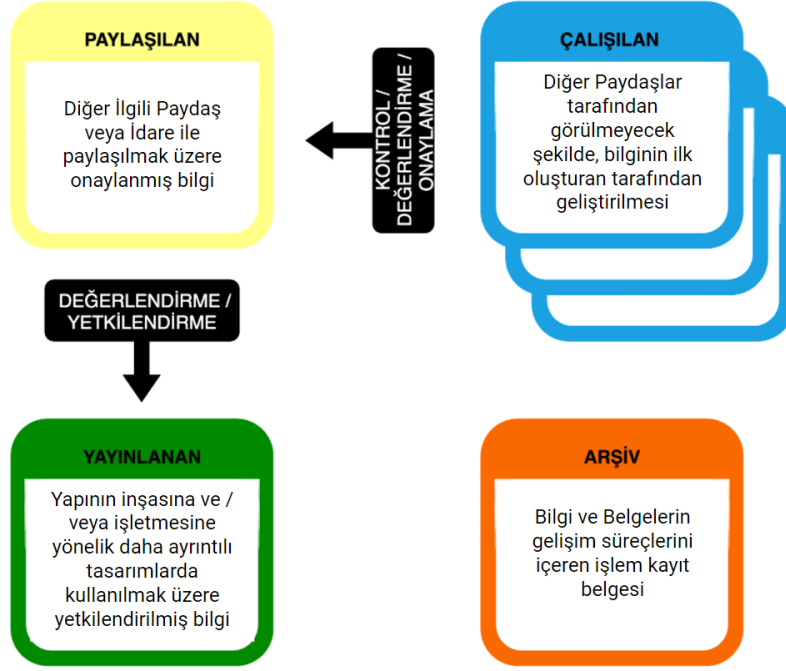 PAYLAŞILAN
Diğer İlgili Paydaş
veya İdare ile
paylaşılmak üzere
onaylanmış bilgi
KONTROL /
DEĞERLENDİRME /
ONAYLAMA
ÇALIŞILAN
Diğer Paydaşlar
tarafından
görülmeyecek
şekilde, bilginin ilk
oluşturan tarafından
geliştirilmesi
DEĞERLENDİRME /
YETKİLENDİRME
YAYINLANAN
Yapının inşasına ve /
veya işletmesine
yönelik daha ayrıntılı
tasarımlarda
kullanılmak üzere
yetkilendirilmiş bilgi
ARŞİV
Bilgi ve Belgelerin
gelişim süreçlerini
içeren işlem kayıt
belgesi